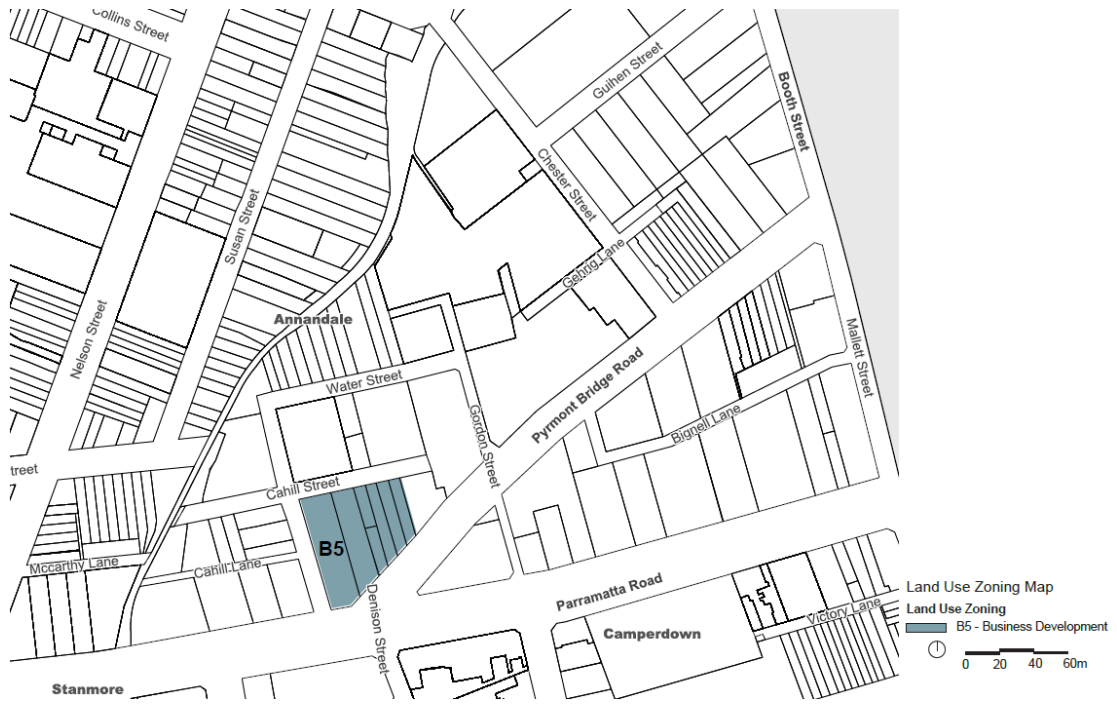 Collins Street
Guihen Street
Booth Street
Chester Street
Susan Street
Gehrig Lane
Annandale
Nelson Street
Mallett Street
Water Street
Pyrmont Bridge Road
Gordon Street
Bignell Lane
treet
7
Cahill Street
B5
Mccarthy Lane
Cahill Lane
Denison Street
Parramatta Road
Victory Lane
Camperdown
Stanmore
Land Use Zoning Map
Land Use Zoning
B5 - Business Development
0 20 40 60m